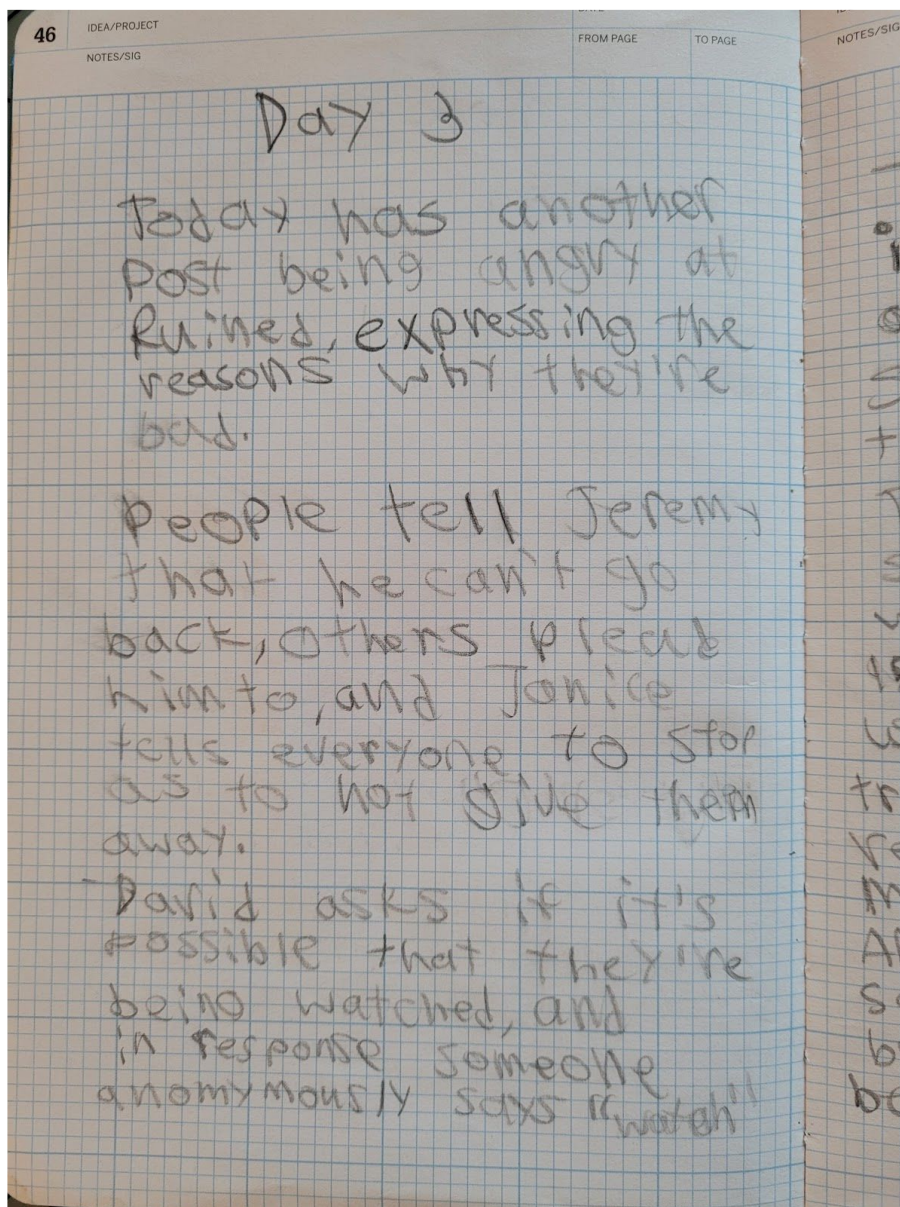 46
IDEA/PROJECT
NOTES/SIG
FROM PAGE
TO PAGE
NOTES/SIG
Day 3
Today has another
Post being angry at
Ruined, expressing the
reasons why they're
bad.
People tell Jeremy
that he can't go
back, others plead
him to, and Janice
tells everyone to stop
as to not give them
away.
David asks if it's
possible that they're
being watched, and
in response someone
anomymously says "watch"